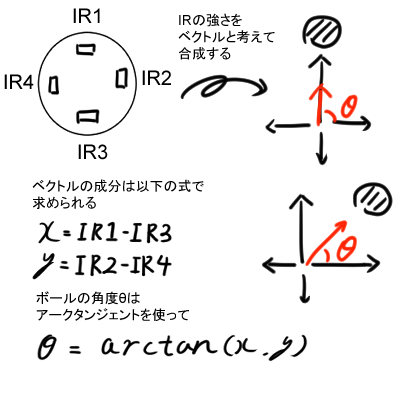 IR1
IR2
IR3
IR4
IRの強さを
ベクトルと考えて
合成する
θ
ベクトルの成分は以下の式で
求められる
x=IR1-IR3
y=IR2-IR4
θ
ボールの角度θは
アークタンジェントを使って
θ = arctan(x.y)